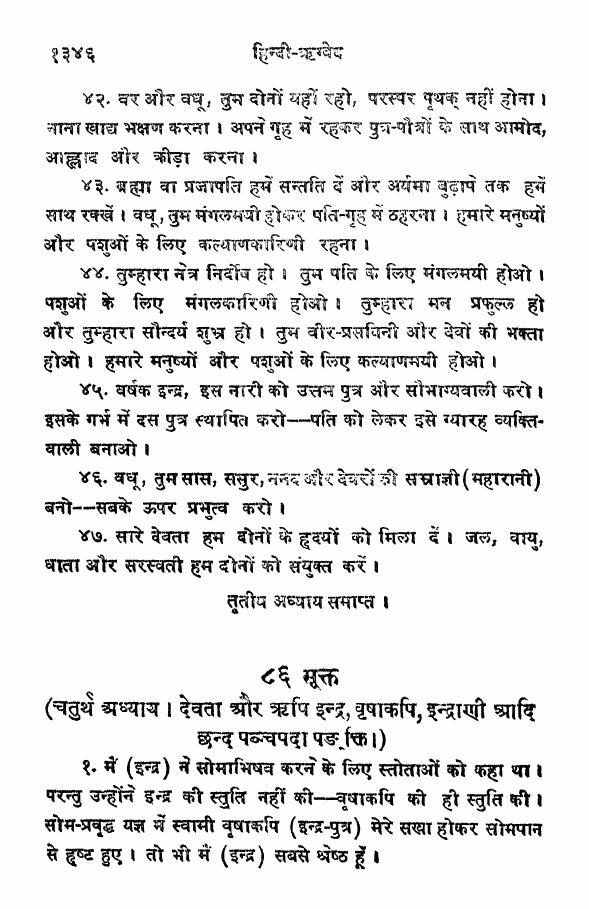 १३४६ हिन्दी-ऋग्वेद
४२. वर और वधू, तुम दोनों यहीं रहो, परस्पर पृथक् नहीं होना।
नाना खाद्य भक्षण करना। अपने गृह में रहकर पुत्र-पौत्रों के साथ आमोद,
आह्लाद और क्रीड़ा करना।
४३. ब्रह्मा वा प्रजापति हमें सन्तति दें और अर्यमा बुढ़ापे तक हमें
साथ रक्खें। वधू, तुम मंगलमयी होकर पति-गृह में ठहरना। हमारे मनुष्यों
और पशुओं के लिए कल्याणकारिणी रहना।
४४. तुम्हारा नेत्र निर्दोष हो। तुम पति के लिए मंगलमयी होओ।
पशुओं के लिए मंगलकारिणी होओ। तुम्हारा मन प्रफुल्ल हो
और तुम्हारा सौन्दर्य शुभ्र हो। तुम वीर-प्रसविनी और देवों की भक्ता
होओ। हमारे मनुष्यों और पशुओं के लिए कल्याणमयी होओ।
४५. वर्षक इन्द्र, इस नारी को उत्तम पुत्र और सौभाग्यवाली करो।
इसके गर्भ में दस पुत्र स्थापित करो--पति को लेकर इसे ग्यारह व्यक्ति-
वाली बनाओ।
४६. वधू, तुम सास, ससुर, ननद और देवरों की सम्राज्ञी (महारानी)
बनो--सबके ऊपर प्रभुत्व करो।
४७. सारे देवता हम दोनों के हृदयों को मिला दें। जल, वायु,
धाता और सरस्वती हम दोनों को संयुक्त करें।
तृतीय अध्याय समाप्त।
८६ सूक्त
(चतुर्थ अध्याय। देवता और ऋषि इन्द्र, वृषाकपि, इन्द्राणी आदि
छन्द पञ्चपदा पङ्क्ति।)
१. मैं (इन्द्र) ने सोमाभिषव करने के लिए स्तोताओं को कहा था।
परन्तु उन्होंने इन्द्र की स्तुति नहीं की--वृषाकपि को ही स्तुति की।
सोम-प्रवृद्ध यज्ञ में स्वामी वृषाकपि (इन्द्र-पुत्र) मेरे सखा होकर सोमपान
से हृष्ट हुए। तो भी मैं (इन्द्र) सबसे श्रेष्ठ हूँ।